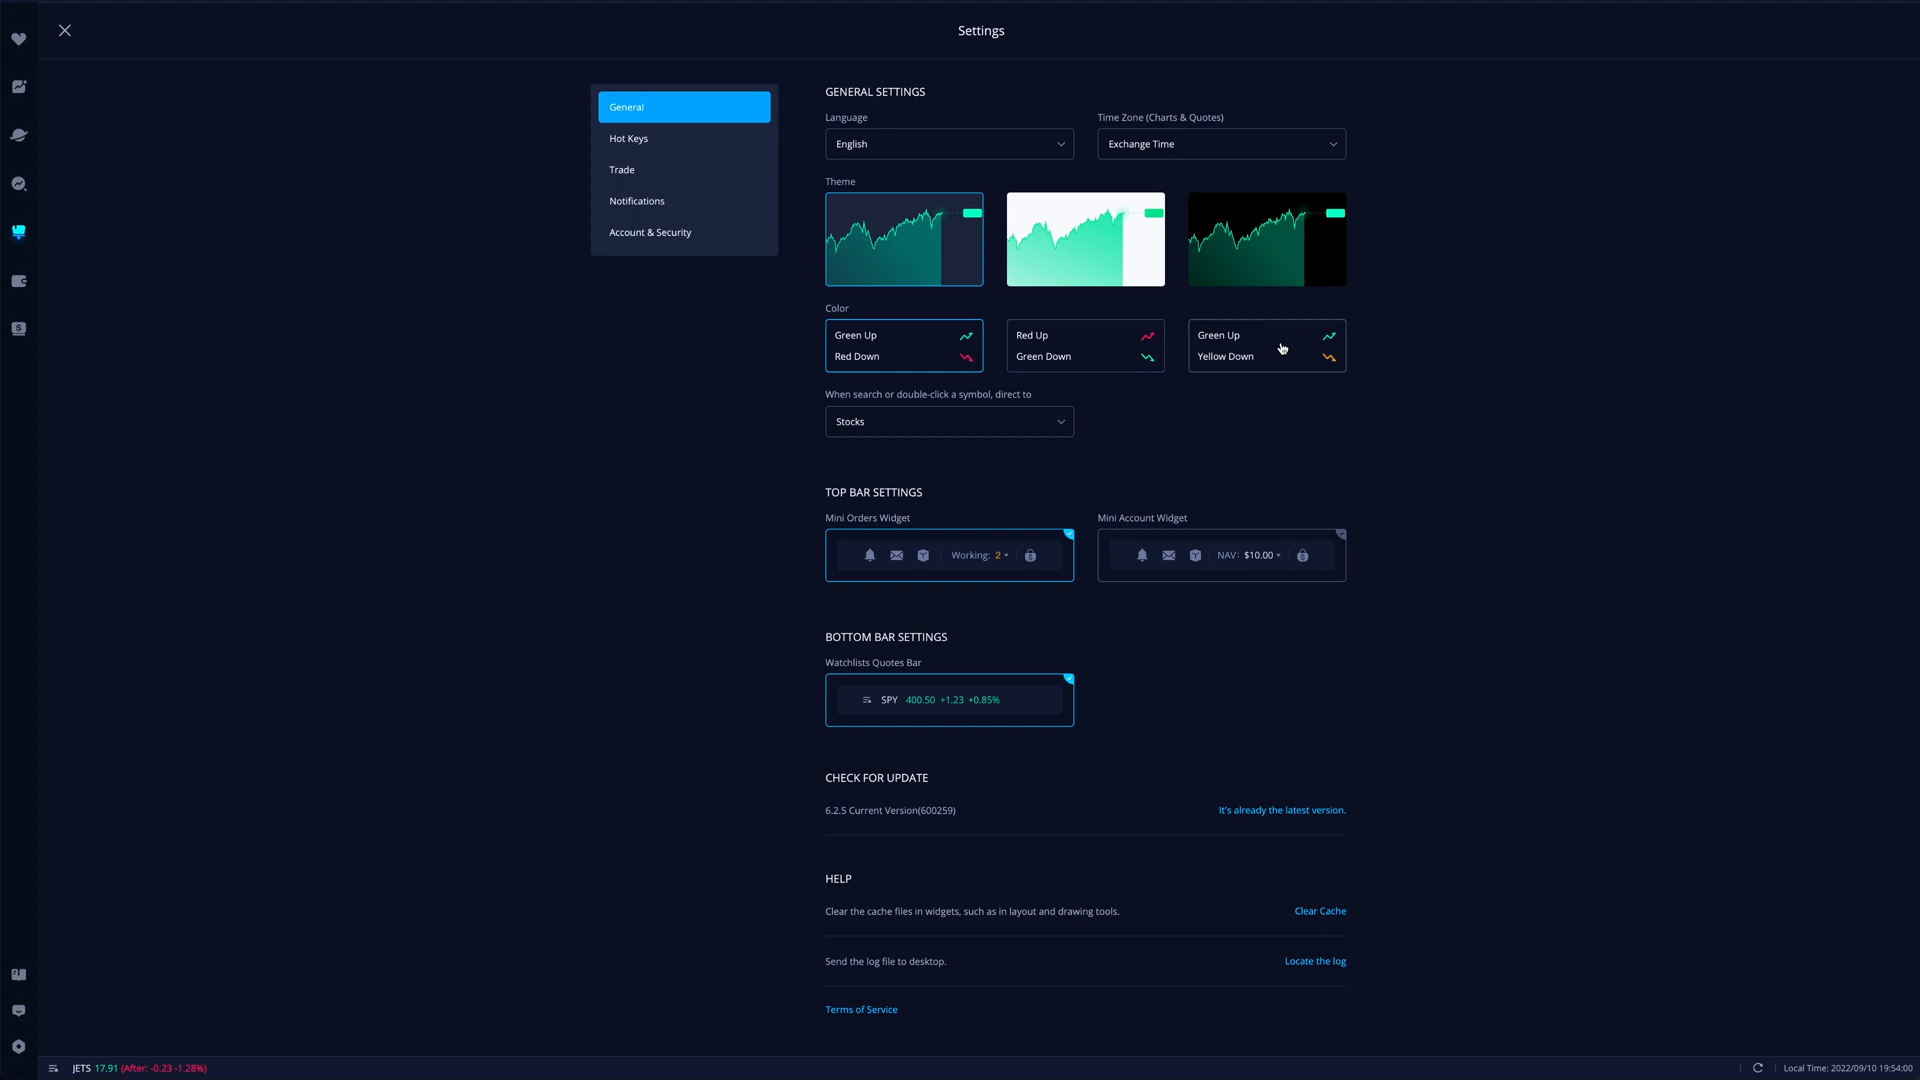 Settings
General
Hot Keys
Trade
Notifications
Account & Security
GENERAL SETTINGS
Language
Time Zone (Charts & Quotes)
English
Exchange Time
Theme
Color
Green Up
Red Down
Red Up
Green Down
Green Up
Yellow Down
When search or double-click a symbol, direct to
Stocks
TOP BAR SETTINGS
Mini Orders Widget
Mini Account Widget
Working: 2
NAV: $10.00
BOTTOM BAR SETTINGS
Watchlists Quotes Bar
SPY 400.50 +1.23 +0.85%
CHECK FOR UPDATE
6.2.5 Current Version(600259)
It's already the latest version.
HELP
Clear the cache files in widgets, such as in layout and drawing tools.
Clear Cache
Send the log file to desktop.
Locate the log
Terms of Service
JETS 17.91 (After: -0.23 -1.28%)
Local Time: 2022/09/10 19:54:00